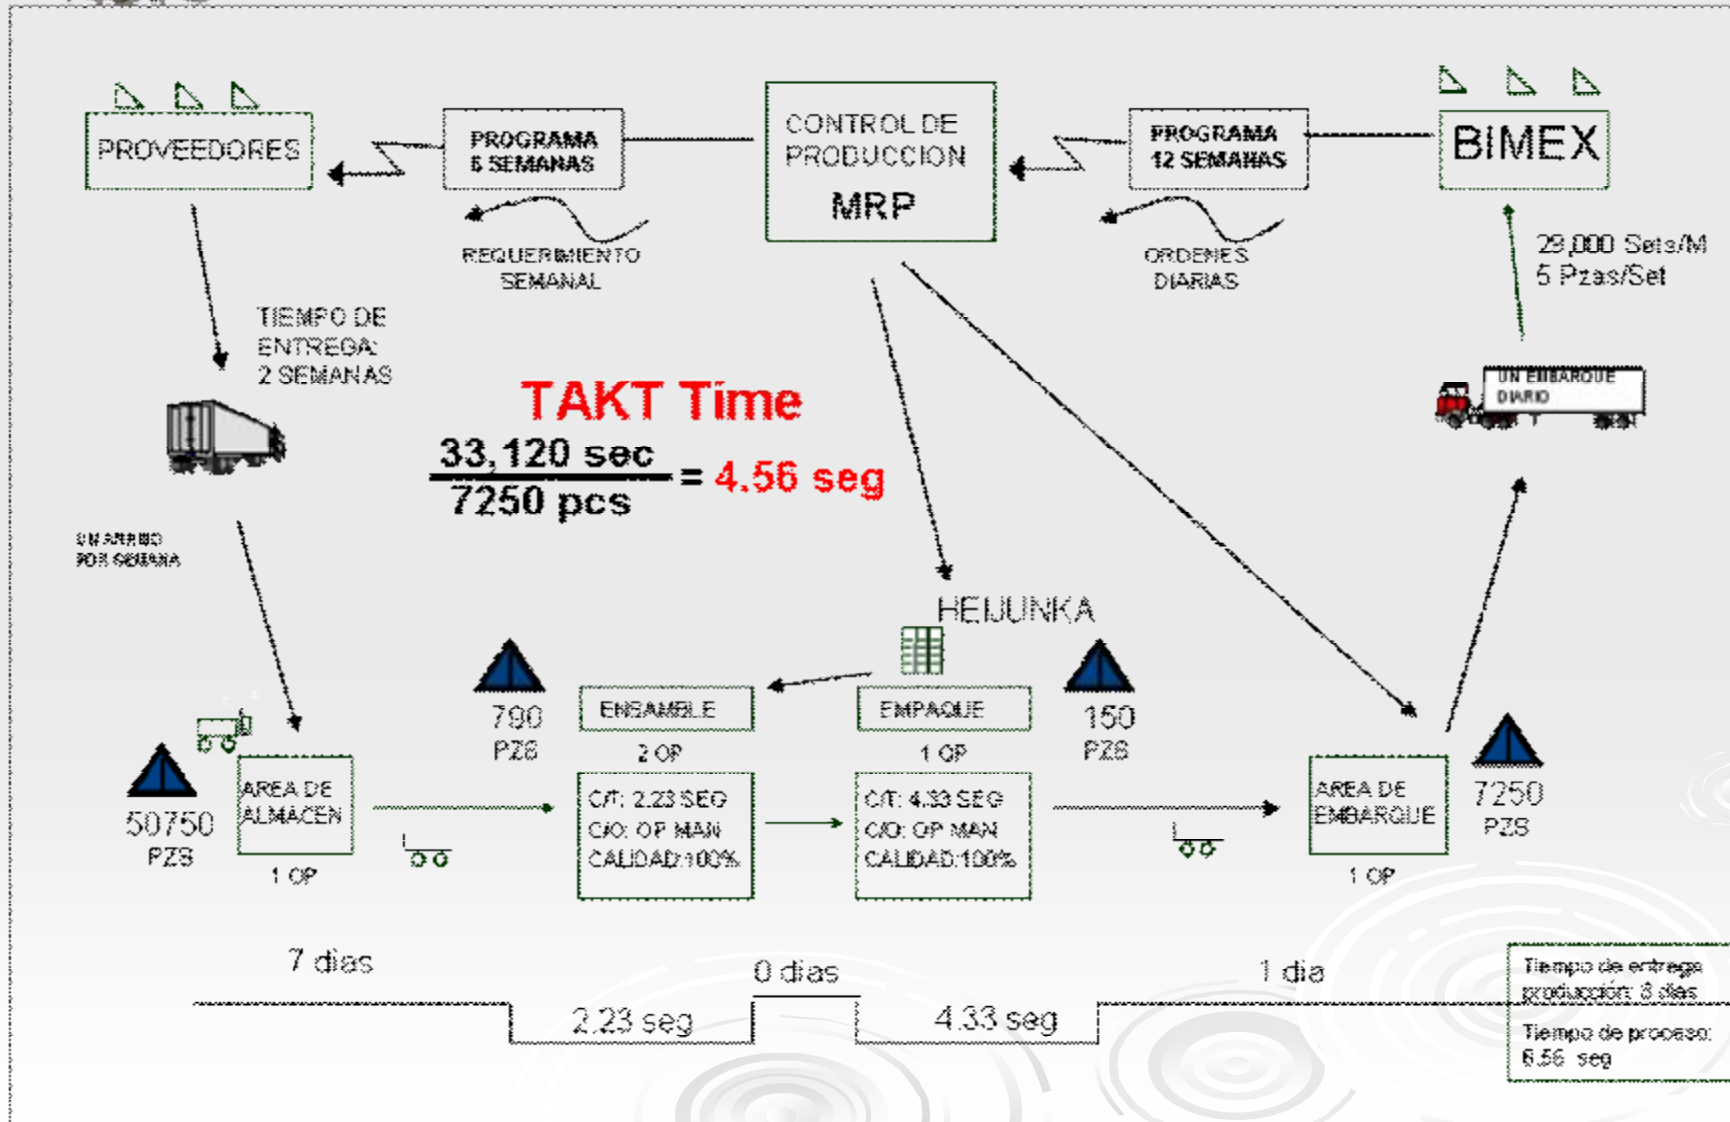 PROVEEDORES
PROGRAMA
6 SEMANAS
CONTROL DE
PRODUCCION
MRP
PROGRAMA
12 SEMANAS
BIMEX
REQUERIMIENTO
SEMANAL
ORDENES
DIARIAS
29,000 Sets/M
5 Pzas/Set
TIEMPO DE
ENTREGA:
2 SEMANAS
UN EMBARQUE
DIARIO
TAKT Time
33,120 sec
7250 pcs
= 4.56 seg
UN ARRIBO
POR SEMANA
HEIJUNKA
790
PZS
ENSAMBLE
2 OP
EMPAQUE
1 OP
150
PZS
50750
PZS
AREA DE
ALMACEN
1 OP
C/T: 2.23 SEG
C/O: OP MAN
CALIDAD:100%
C/T: 4.33 SEG
C/O: OP MAN
CALIDAD:100%
AREA DE
EMBARQUE
1 OP
7250
PZS
7 dias
0 dias
1 dia
2.23 seg
4.33 seg
Tiempo de entrega
producción: 8 dias
Tiempo de proceso:
6.56 seg